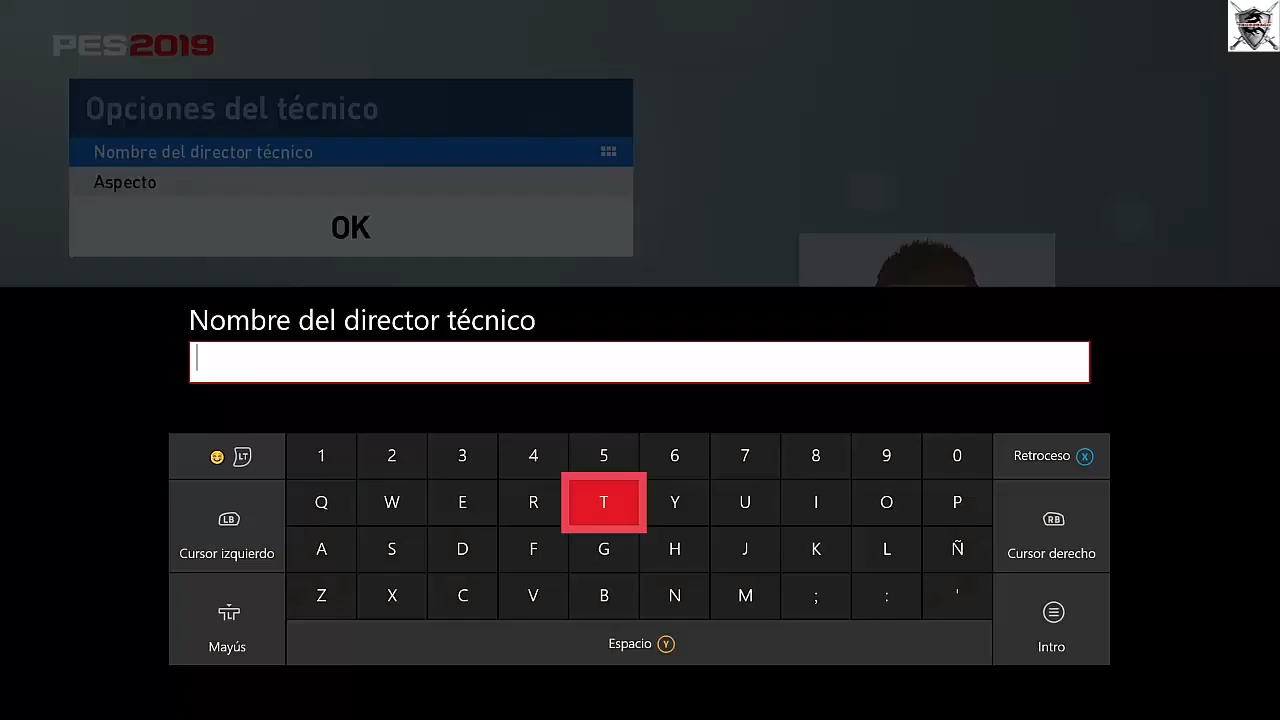 PES2019
Opciones del técnico
Nombre del director técnico
Aspecto
OK
Nombre del director técnico
LT 1 2 3 4 5 6 7 8 9 0 Retroceso X
Q W E R T Y U I O P
LB Cursor izquierdo A S D F G H J K L Ñ RB Cursor derecho
Z X C V B N M ; : '
LT Mayús Espacio Y Intro